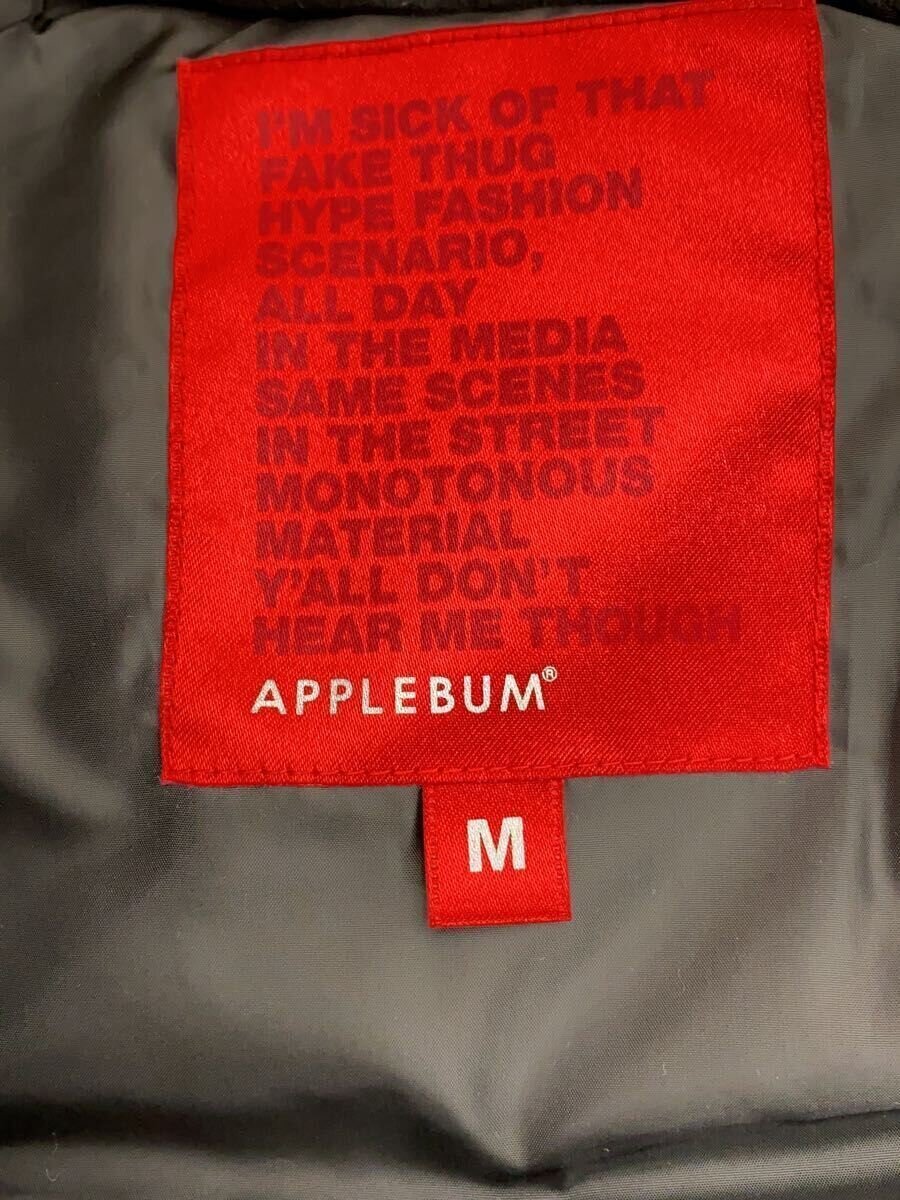 I'M SICK OF THAT
FAKE THUG
HYPE FASHION
SCENARIO,
ALL DAY
IN THE MEDIA
SAME SCENES
IN THE STREET
MONOTONOUS
MATERIAL
Y'ALL DON'T
HEAR ME THOUGH
APPLEBUM®
M